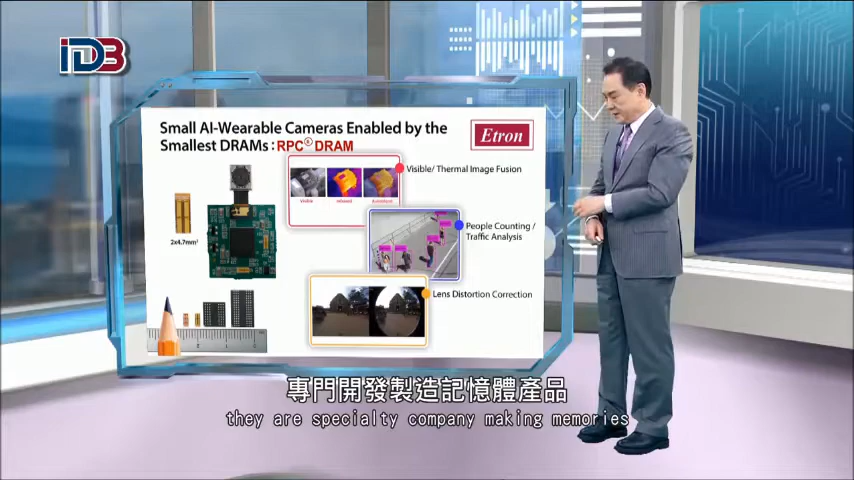 IDB
Small AI-Wearable Cameras Enabled by the
Smallest DRAMs : RPC® DRAM
Etron
Visible/ Thermal Image Fusion
Visible
Infrared
2x4.7mm²
People Counting /
Traffic Analysis
Lens Distortion Correction
專門開發製造記憶體產品
they are specialty company making memories